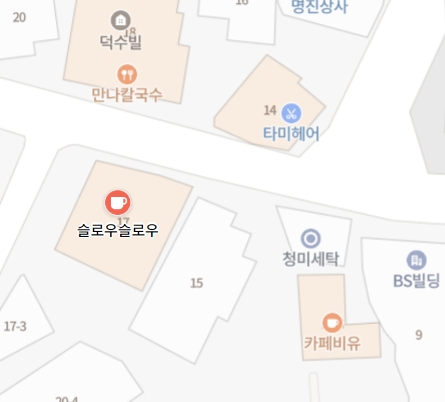 명진상사
16
20
18
덕수빌
만나칼국수
14
타미헤어
17
슬로우슬로우
청미세탁
15
BS빌딩
17-3
카페비유
9
20-4